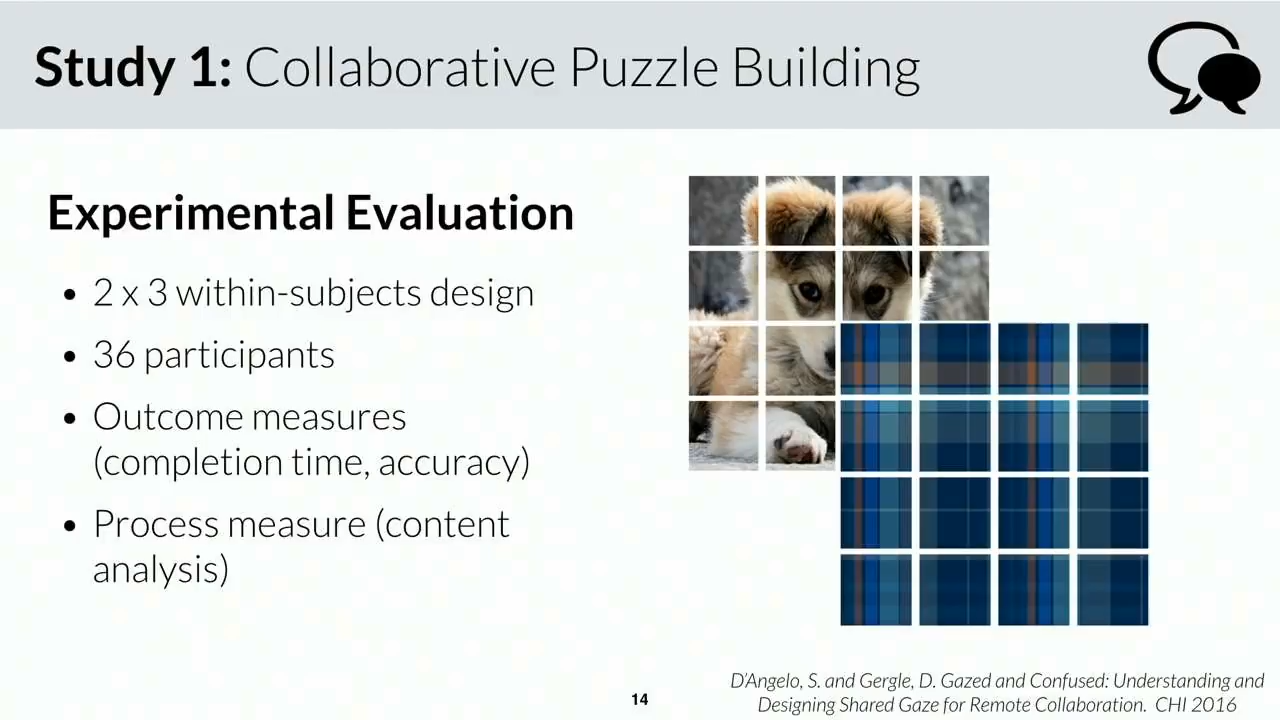 Study 1: Collaborative Puzzle Building
Experimental Evaluation
• 2 x 3 within-subjects design
• 36 participants
• Outcome measures
(completion time, accuracy)
• Process measure (content
analysis)
14
D’Angelo, S. and Gergle, D. Gazed and Confused: Understanding and
Designing Shared Gaze for Remote Collaboration. CHI 2016